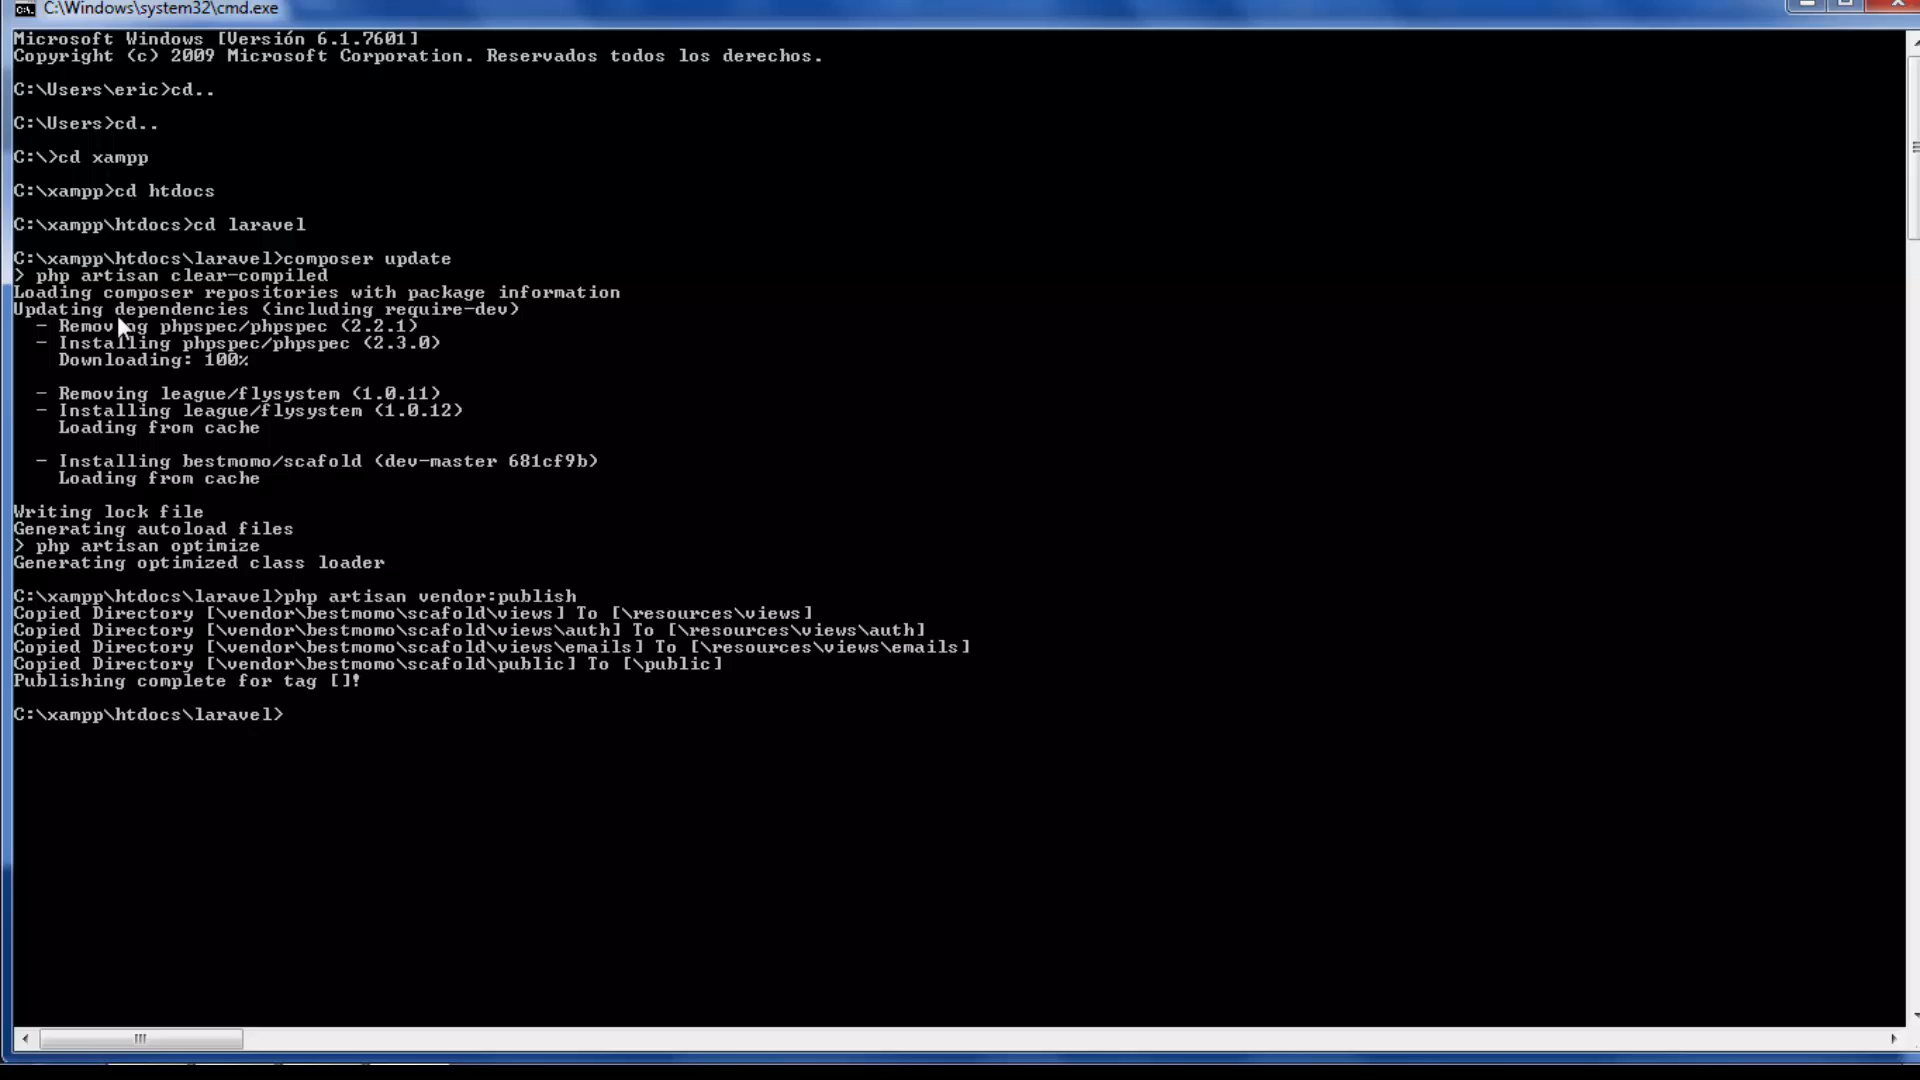 C:\Windows\system32\cmd.exe
Microsoft Windows [Versión 6.1.7601]
Copyright (c) 2009 Microsoft Corporation. Reservados todos los derechos.
C:\Users\eric>cd..
C:\Users>cd..
C:\>cd xampp
C:\xampp>cd htdocs
C:\xampp\htdocs>cd laravel
C:\xampp\htdocs\laravel>composer update
> php artisan clear-compiled
Loading composer repositories with package information
Updating dependencies (including require-dev)
- Removing phpspec/phpspec (2.2.1)
- Installing phpspec/phpspec (2.3.0)
Downloading: 100%
- Removing league/flysystem (1.0.11)
- Installing league/flysystem (1.0.12)
Loading from cache
- Installing bestmomo/scafold (dev-master 681cf9b)
Loading from cache
Writing lock file
Generating autoload files
> php artisan optimize
Generating optimized class loader
C:\xampp\htdocs\laravel>php artisan vendor:publish
Copied Directory [\vendor\bestmomo\scafold\views] To [\resources\views]
Copied Directory [\vendor\bestmomo\scafold\views\auth] To [\resources\views\auth]
Copied Directory [\vendor\bestmomo\scafold\views\emails] To [\resources\views\emails]
Copied Directory [\vendor\bestmomo\scafold\public] To [\public]
Publishing complete for tag []!
C:\xampp\htdocs\laravel>